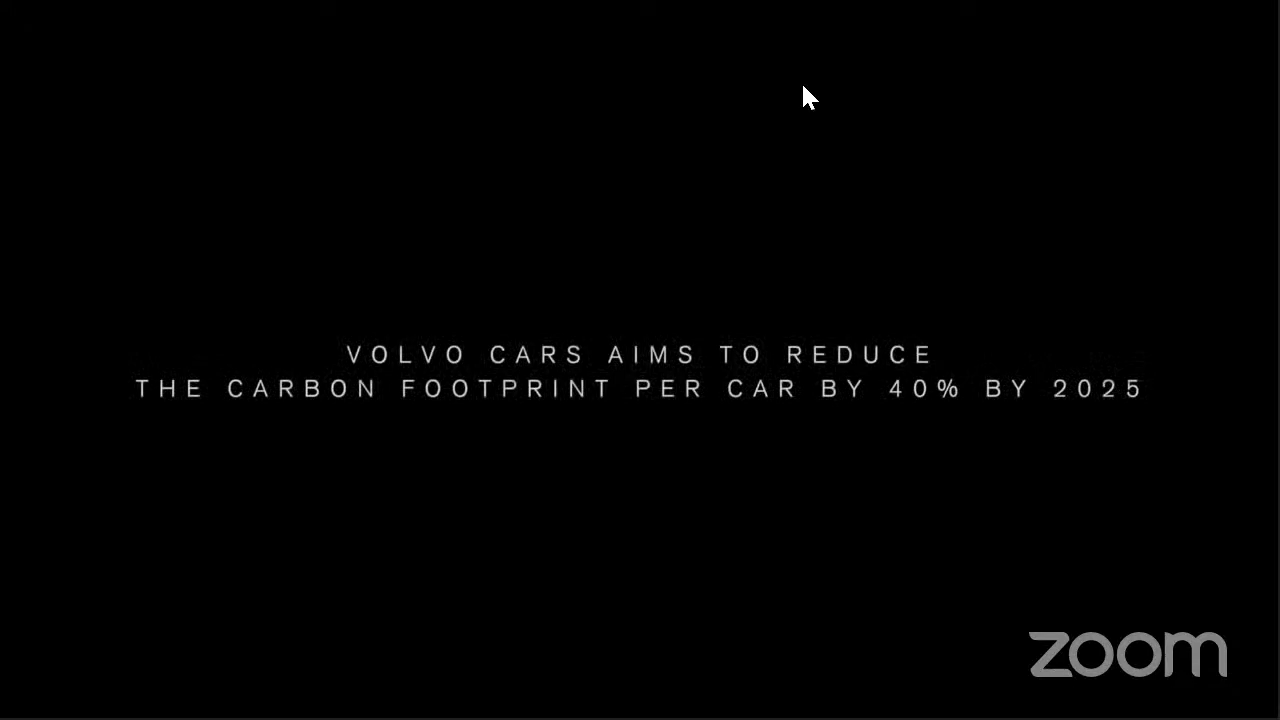 VOLVO CARS AIMS TO REDUCE
THE CARBON FOOTPRINT PER CAR BY 40% BY 2025
zoom